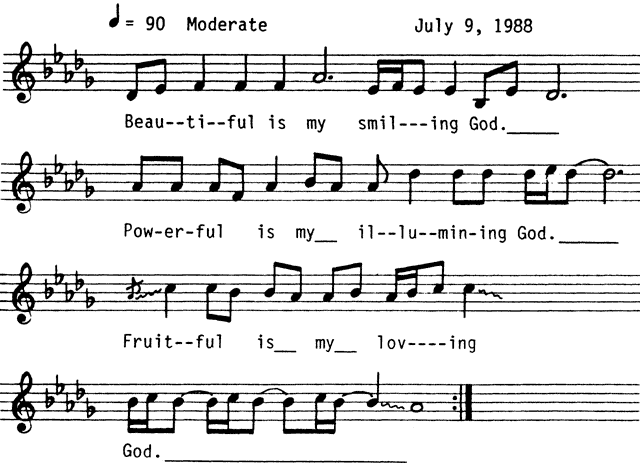 = 90 Moderate July 9, 1988
Beau--ti--ful is my smil---ing God._____
Pow-er-ful is my__ il--lu--min-ing God.______
Fruit--ful is__ my__ lov----ing
God.________________________